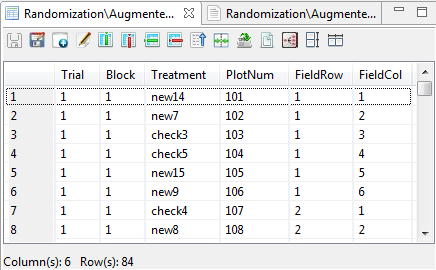 Randomization\Augmente... Randomization\Augmente...
Trial Block Treatment PlotNum FieldRow FieldCol
1 1 1 new14 101 1 1
2 1 1 new7 102 1 2
3 1 1 check3 103 1 3
4 1 1 check5 104 1 4
5 1 1 new15 105 1 5
6 1 1 new9 106 1 6
7 1 1 check4 107 2 1
8 1 1 new8 108 2 2
Column(s): 6 Row(s): 84